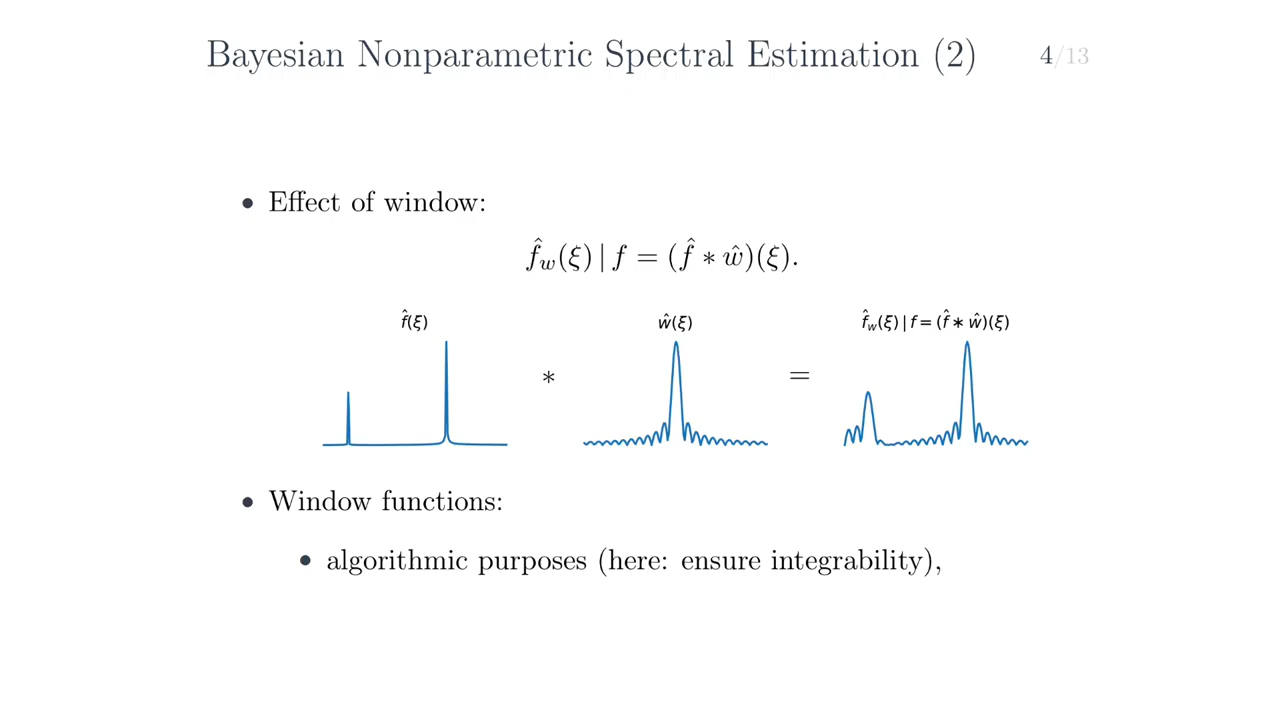 Bayesian Nonparametric Spectral Estimation (2) 4/13
• Effect of window:
f̂_w(ξ) | f = (f̂ ∗ ŵ)(ξ).
f̂(ξ) ŵ(ξ) f̂_w(ξ) | f = (f̂ ∗ ŵ)(ξ)
∗ =
• Window functions:
• algorithmic purposes (here: ensure integrability),